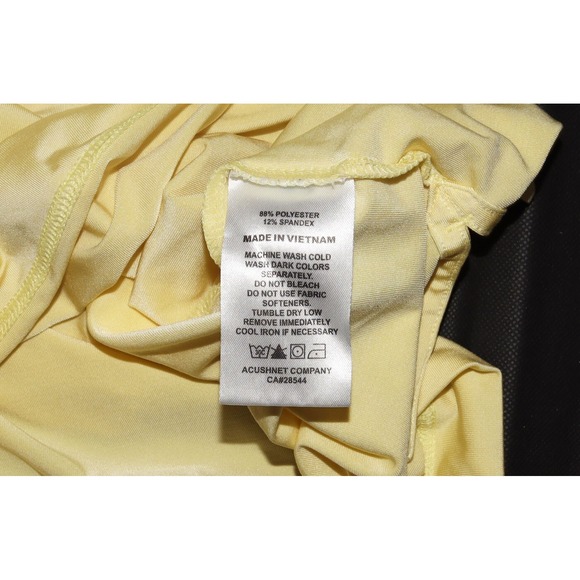 88% POLYESTER
12% SPANDEX
MADE IN VIETNAM
MACHINE WASH COLD
WASH DARK COLORS
SEPARATELY.
DO NOT BLEACH
DO NOT USE FABRIC
SOFTENERS.
TUMBLE DRY LOW
REMOVE IMMEDIATELY
COOL IRON IF NECESSARY
ACUSHNET COMPANY
CA#28544